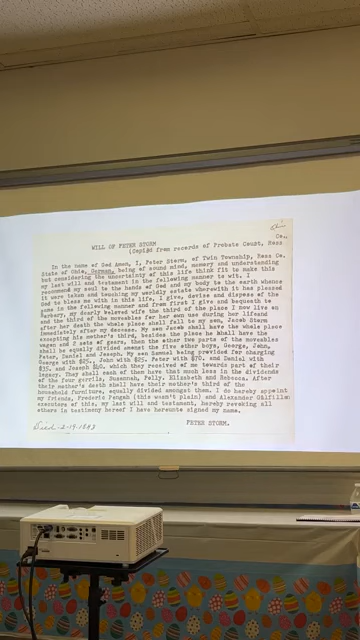 Co.,
WILL OF PETER STORM
(Copied from records of Probate Count, Ross
In the name of God Amen, I, Peter Storm, of Twin Township, Ross Co.
State of Ohio, German, being of sound mind, memory and understanding
but considering the uncertainty of this life think fit to make this
my last will and testament in the following manner to wit. I
recommend my soul to the hands of God and my body to the earth whence
it were taken and touching my worldly estate wherewith it has pleased
God to bless me with in this life, I give, devise and dispose of the
same in the following manner and from first I give and bequeath to
Barbary, my dearly beloved wife the third of the place I now live on
and the third of the moveables for her own use during her life and
after her death the whole place shall fall to my son, Jacob Storm
immediately after my decease. My son Jacob shall have the whole place
excepting his mother's third, besides the place he shall have the
wagon and 2 sets of gears, then the other two parts of the moveables
shall be equally divided amongst the five other boys, George, John,
Peter, Daniel and Joseph. My son Samuel being provided for charging
George with $25., John with $25. Peter with $70. and Daniel with
$35. and Joseph $40, which they received of me towards part of their
legacy. They shall each of them have that much less in the dividends
of the four gerrils, Susannah, Polly, Elizabeth and Rebecca. After
their mother's death shall have their mother's third of the
household furniture, equally divided amongst them. I do hereby appoint
my friends, Frederic Pangah (this wasn't plain) and Alexander
executors of this, my last will and testament, hereby revoking all
others in testimony hereof I have hereunto signed my name.
PETER STORM.